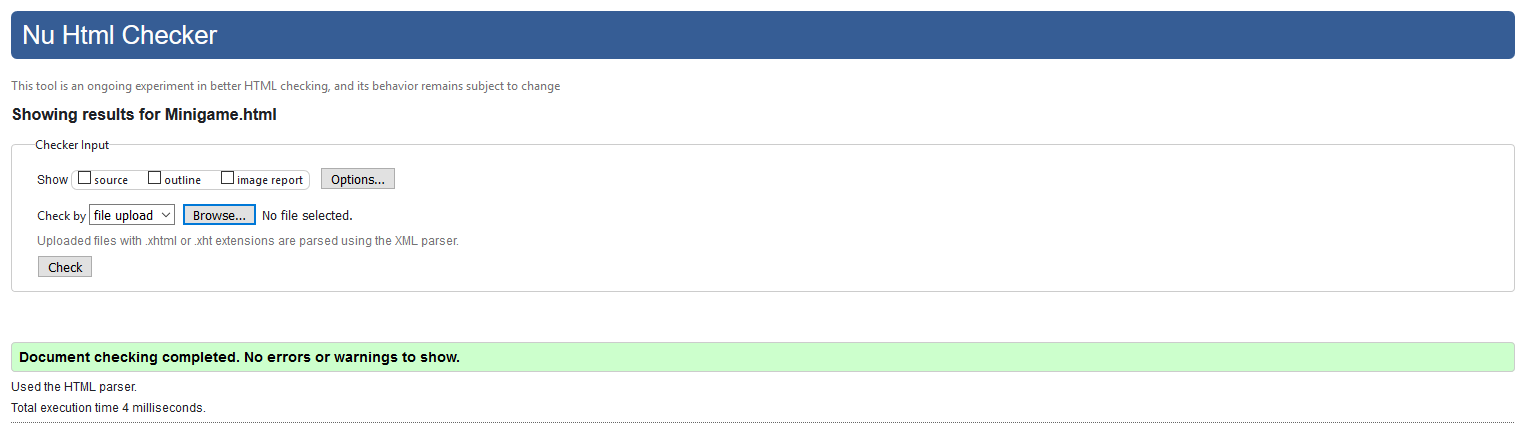 Nu Html Checker
This tool is an ongoing experiment in better HTML checking, and its behavior remains subject to change
Showing results for Minigame.html
Checker Input
Show source outline image report Options...
Check by file upload Browse... No file selected.
Uploaded files with .xhtml or .xht extensions are parsed using the XML parser.
Check
Document checking completed. No errors or warnings to show.
Used the HTML parser.
Total execution time 4 milliseconds.